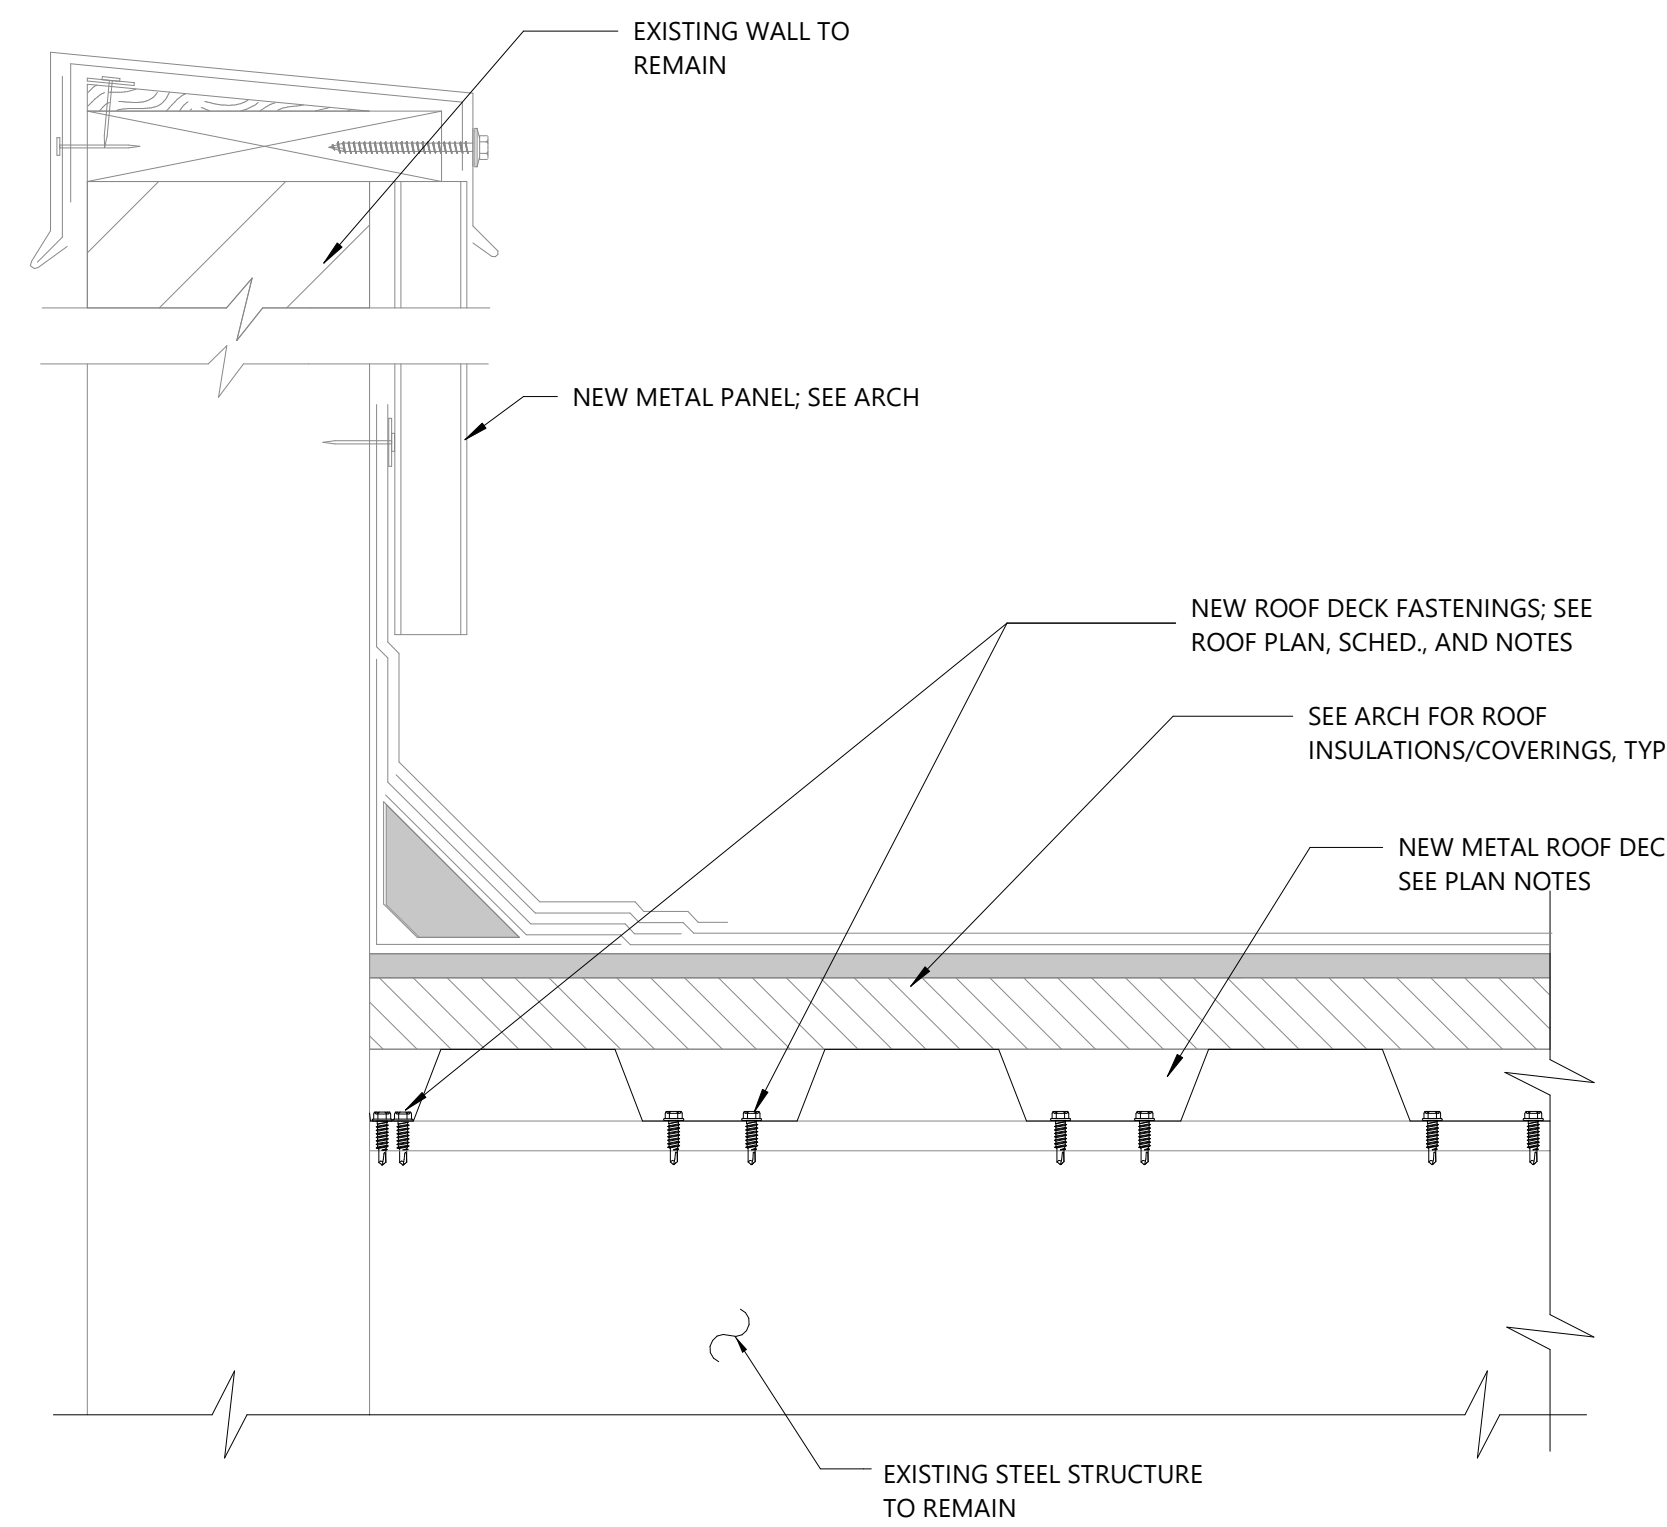 EXISTING WALL TO
REMAIN
NEW METAL PANEL; SEE ARCH
NEW ROOF DECK FASTENINGS; SEE
ROOF PLAN, SCHED., AND NOTES
SEE ARCH FOR ROOF
INSULATIONS/COVERINGS, TYP
NEW METAL ROOF DEC
SEE PLAN NOTES
EXISTING STEEL STRUCTURE
TO REMAIN